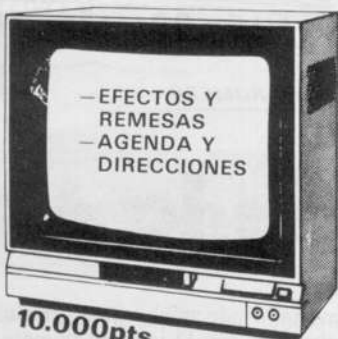 –EFECTOS Y
REMESAS
–AGENDA Y
DIRECCIONES
10.000pts